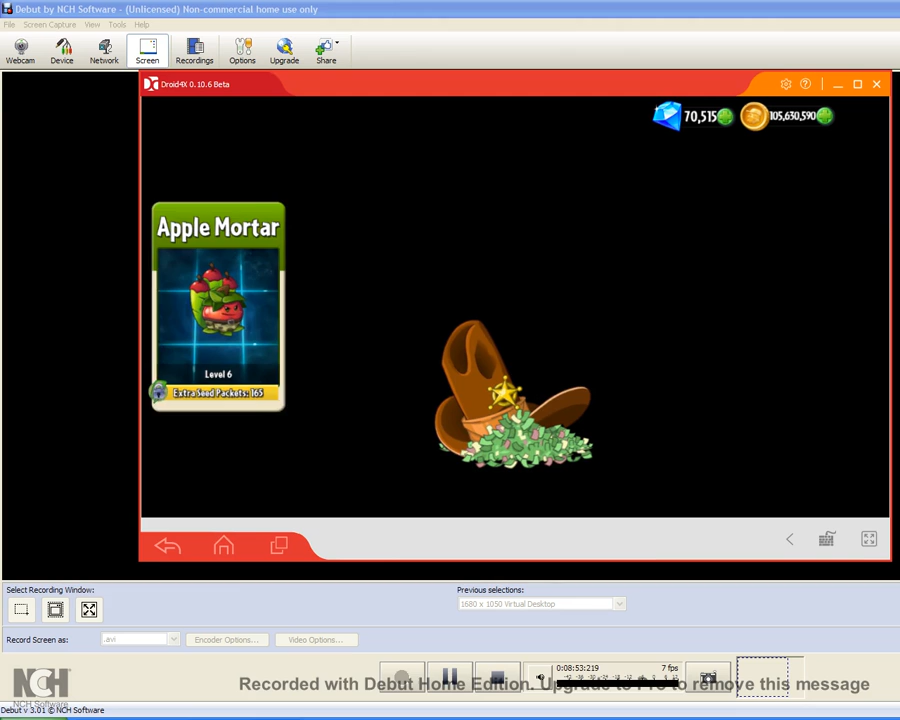 Debut by NCH Software - (Unlicensed) Non-commercial home use only
File Screen Capture View Tools Help
Webcam Device Network Screen Recordings Options Upgrade Share
Droid4X 0.10.6 Beta
70,515 105,630,590
Apple Mortar
Level 6
Extra Seed Packets: 165
Select Recording Window:
Previous selections:
1680 x 1050 Virtual Desktop
Record Screen as: .avi Encoder Options... Video Options...
0:08:53:219 7 fps
Recorded with Debut Home Edition. Upgrade to Pro to remove this message
NCH
NCH Software
Debut v 3.01 © NCH Software